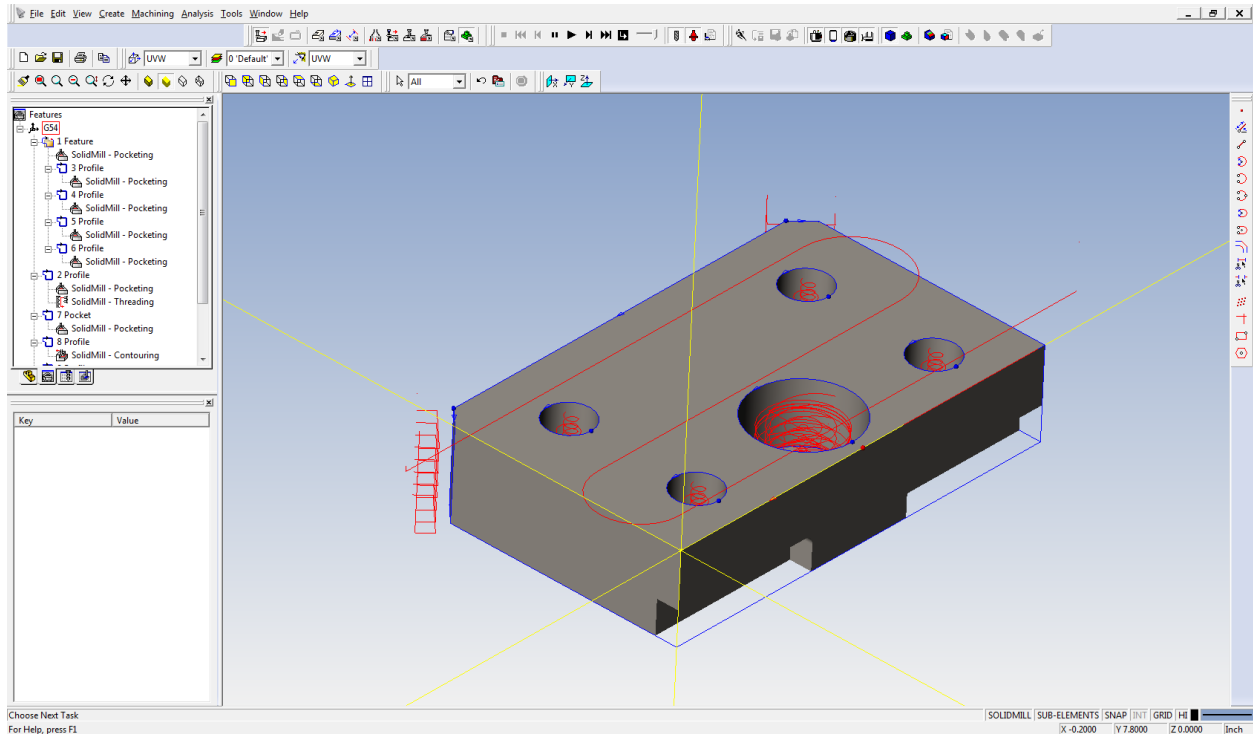 File Edit View Create Machining Analysis Tools Window Help
UVW 0 'Default' UVW
All
Features
G54
1 Feature
SolidMill - Pocketing
3 Profile
SolidMill - Pocketing
4 Profile
SolidMill - Pocketing
5 Profile
SolidMill - Pocketing
6 Profile
SolidMill - Pocketing
2 Profile
SolidMill - Pocketing
SolidMill - Threading
7 Pocket
SolidMill - Pocketing
8 Profile
SolidMill - Contouring
Key Value
Choose Next Task SOLIDMILL SUB-ELEMENTS SNAP INT GRID HI
For Help, press F1 X -0.2000 Y 7.8000 Z 0.0000 Inch